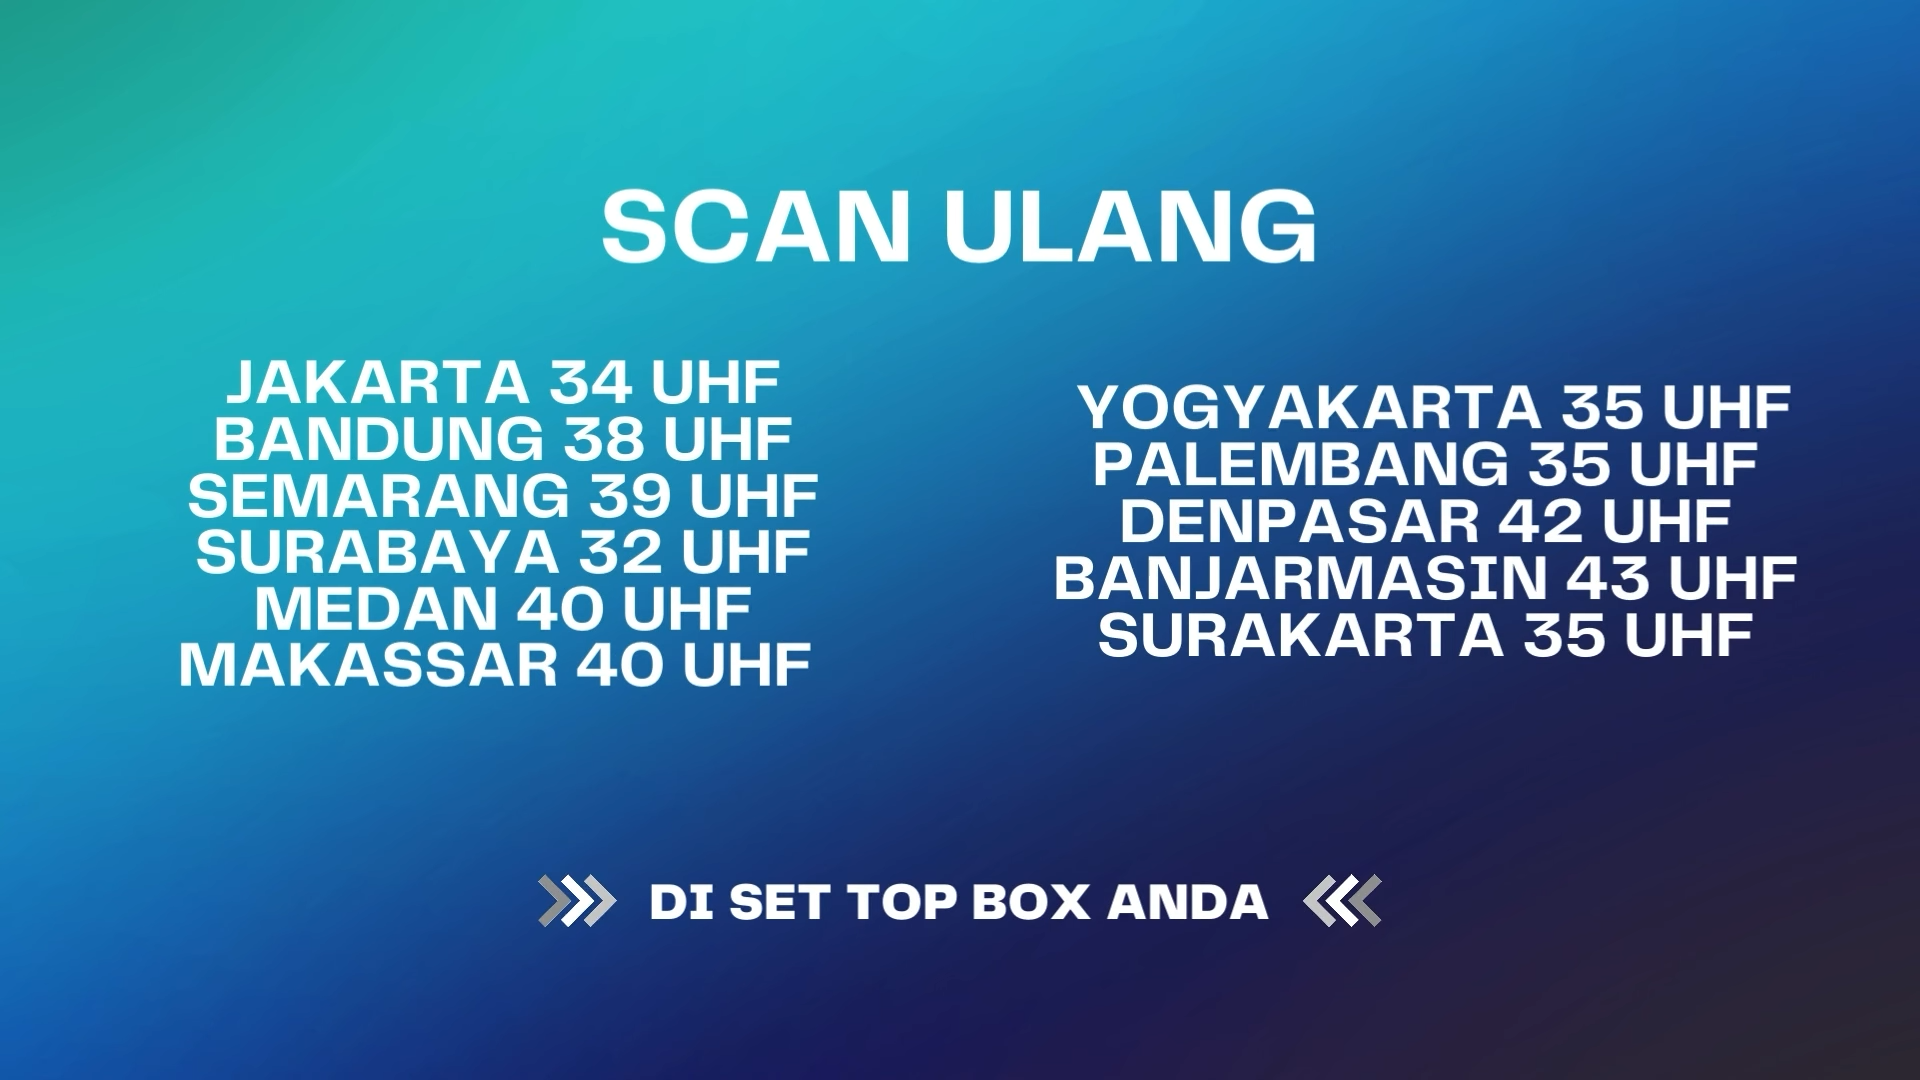 SCAN ULANG
JAKARTA 34 UHF
BANDUNG 38 UHF
SEMARANG 39 UHF
SURABAYA 32 UHF
MEDAN 40 UHF
MAKASSAR 40 UHF
YOGYAKARTA 35 UHF
PALEMBANG 35 UHF
DENPASAR 42 UHF
BANJARMASIN 43 UHF
SURAKARTA 35 UHF
DI SET TOP BOX ANDA